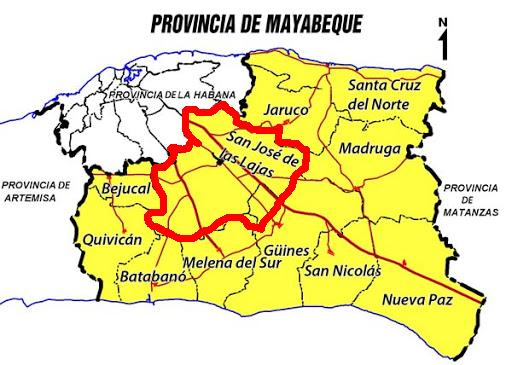 PROVINCIA DE MAYABEQUE
N
PROVINCIA DE LA HABANA
Santa Cruz
del Norte
Jaruco
San José de
las Lajas
Madruga
PROVINCIA DE
ARTEMISA
Bejucal
PROVINCIA
DE
MATANZAS
Quivicán
Güines
Melena del Sur
San Nicolás
Batabanó
Nueva Paz